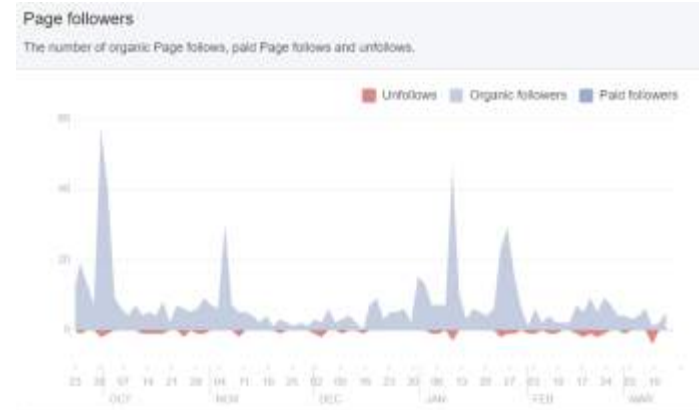 Page followers
The number of organic Page follows, paid Page follows and unfollows.
Unfollows Organic followers Paid followers
60
40
20
0
23 30 07 14 21 28 04 11 18 25 02 09 16 23 30 06 13 20 27 03 10 17 24 03 10
OCT NOV DEC JAN FEB MAR